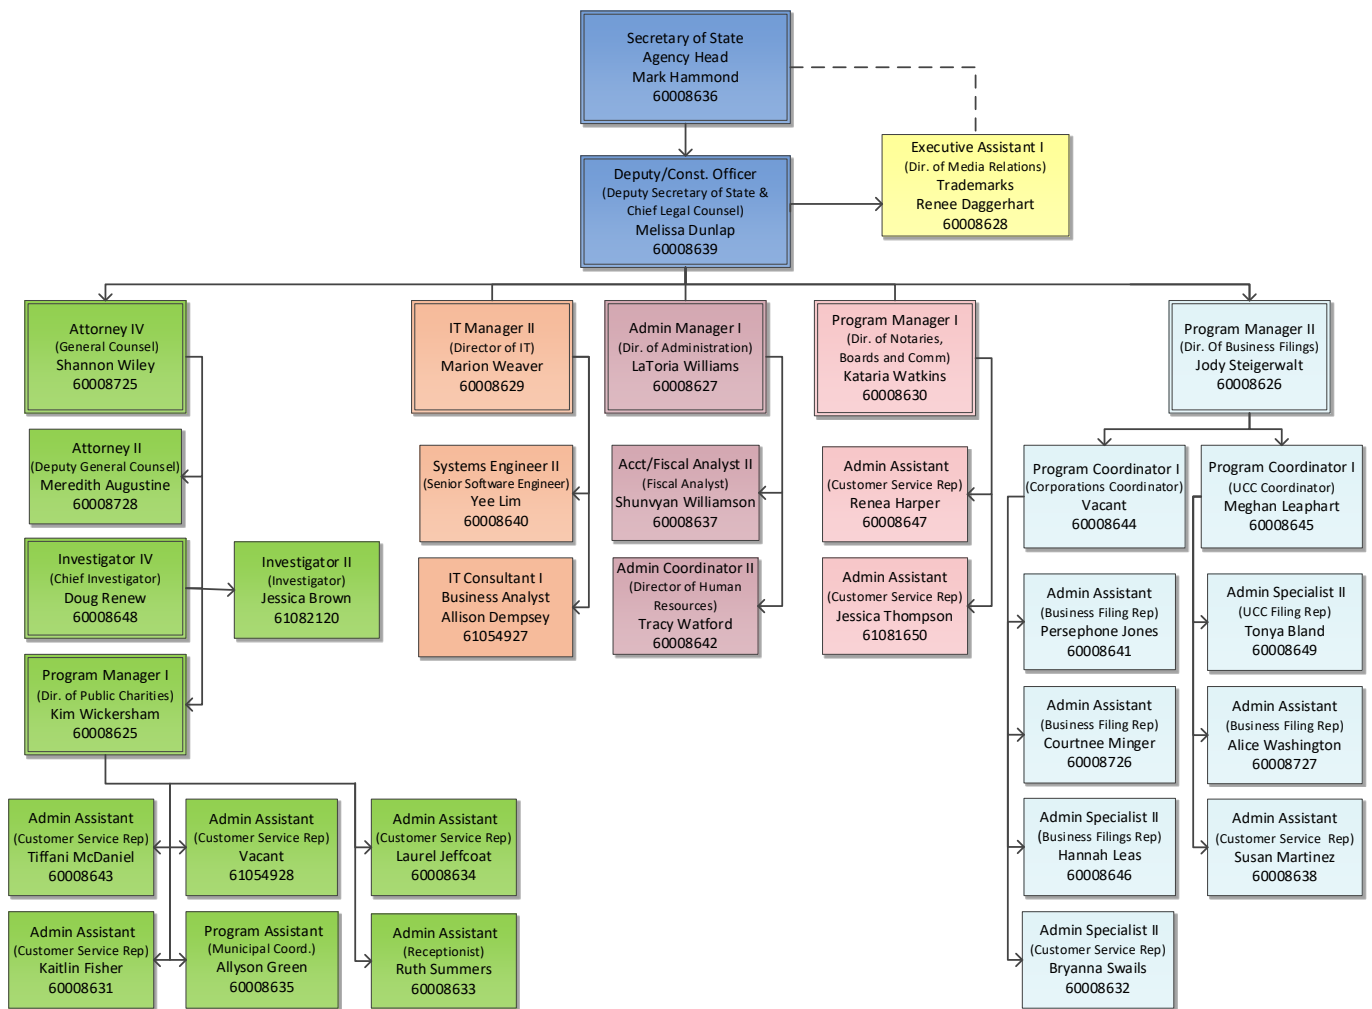 Secretary of State
Agency Head
Mark Hammond
60008636
Executive Assistant I
(Dir. of Media Relations)
Trademarks
Renee Daggerhart
60008628
Deputy/Const. Officer
(Deputy Secretary of State &
Chief Legal Counsel)
Melissa Dunlap
60008639
Attorney IV
(General Counsel)
Shannon Wiley
60008725
IT Manager II
(Director of IT)
Marion Weaver
60008629
Admin Manager I
(Dir. of Administration)
LaToria Williams
60008627
Program Manager I
(Dir. of Notaries,
Boards and Comm)
Kataria Watkins
60008630
Program Manager II
(Dir. Of Business Filings)
Jody Steigerwalt
60008626
Attorney II
(Deputy General Counsel)
Meredith Augustine
60008728
Systems Engineer II
(Senior Software Engineer)
Yee Lim
60008640
Acct/Fiscal Analyst II
(Fiscal Analyst)
Shunvyan Williamson
60008637
Admin Assistant
(Customer Service Rep)
Renea Harper
60008647
Program Coordinator I
(Corporations Coordinator)
Vacant
60008644
Program Coordinator I
(UCC Coordinator)
Meghan Leaphart
60008645
Investigator IV
(Chief Investigator)
Doug Renew
60008648
Investigator II
(Investigator)
Jessica Brown
61082120
IT Consultant I
Business Analyst
Allison Dempsey
61054927
Admin Coordinator II
(Director of Human
Resources)
Tracy Watford
60008642
Admin Assistant
(Customer Service Rep)
Jessica Thompson
61081650
Admin Assistant
(Business Filing Rep)
Persephone Jones
60008641
Admin Specialist II
(UCC Filing Rep)
Tonya Bland
60008649
Program Manager I
(Dir. of Public Charities)
Kim Wickersham
60008625
Admin Assistant
(Business Filing Rep)
Courtnee Minger
60008726
Admin Assistant
(Business Filing Rep)
Alice Washington
60008727
Admin Assistant
(Customer Service Rep)
Tiffani McDaniel
60008643
Admin Assistant
(Customer Service Rep)
Vacant
61054928
Admin Assistant
(Customer Service Rep)
Laurel Jeffcoat
60008634
Admin Specialist II
(Business Filings Rep)
Hannah Leas
60008646
Admin Assistant
(Customer Service Rep)
Susan Martinez
60008638
Admin Assistant
(Customer Service Rep)
Kaitlin Fisher
60008631
Program Assistant
(Municipal Coord.)
Allyson Green
60008635
Admin Assistant
(Receptionist)
Ruth Summers
60008633
Admin Specialist II
(Customer Service Rep)
Bryanna Swails
60008632